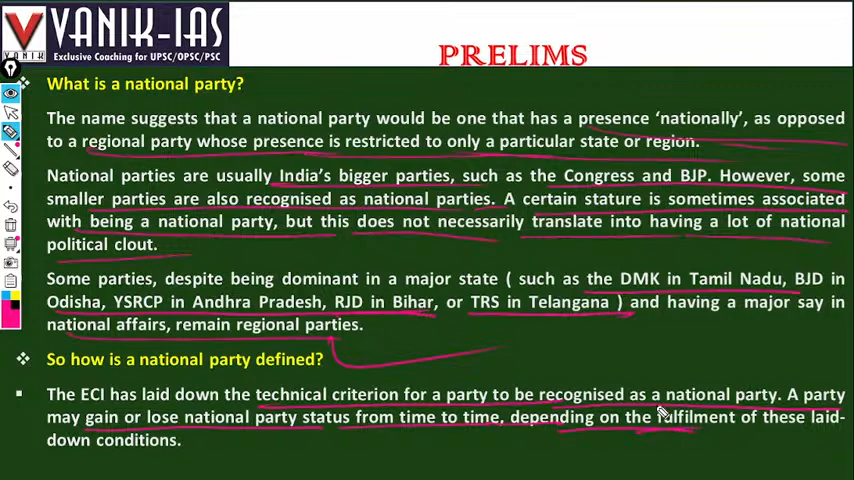 VANIK-IAS
Exclusive Coaching for UPSC/OPSC/PSC
VANIK
PRELIMS
What is a national party?
The name suggests that a national party would be one that has a presence ‘nationally’, as opposed
to a regional party whose presence is restricted to only a particular state or region.
National parties are usually India’s bigger parties, such as the Congress and BJP. However, some
smaller parties are also recognised as national parties. A certain stature is sometimes associated
with being a national party, but this does not necessarily translate into having a lot of national
political clout.
Some parties, despite being dominant in a major state ( such as the DMK in Tamil Nadu, BJD in
Odisha, YSRCP in Andhra Pradesh, RJD in Bihar, or TRS in Telangana ) and having a major say in
national affairs, remain regional parties.
So how is a national party defined?
The ECI has laid down the technical criterion for a party to be recognised as a national party. A party
may gain or lose national party status from time to time, depending on the fulfilment of these laid-
down conditions.